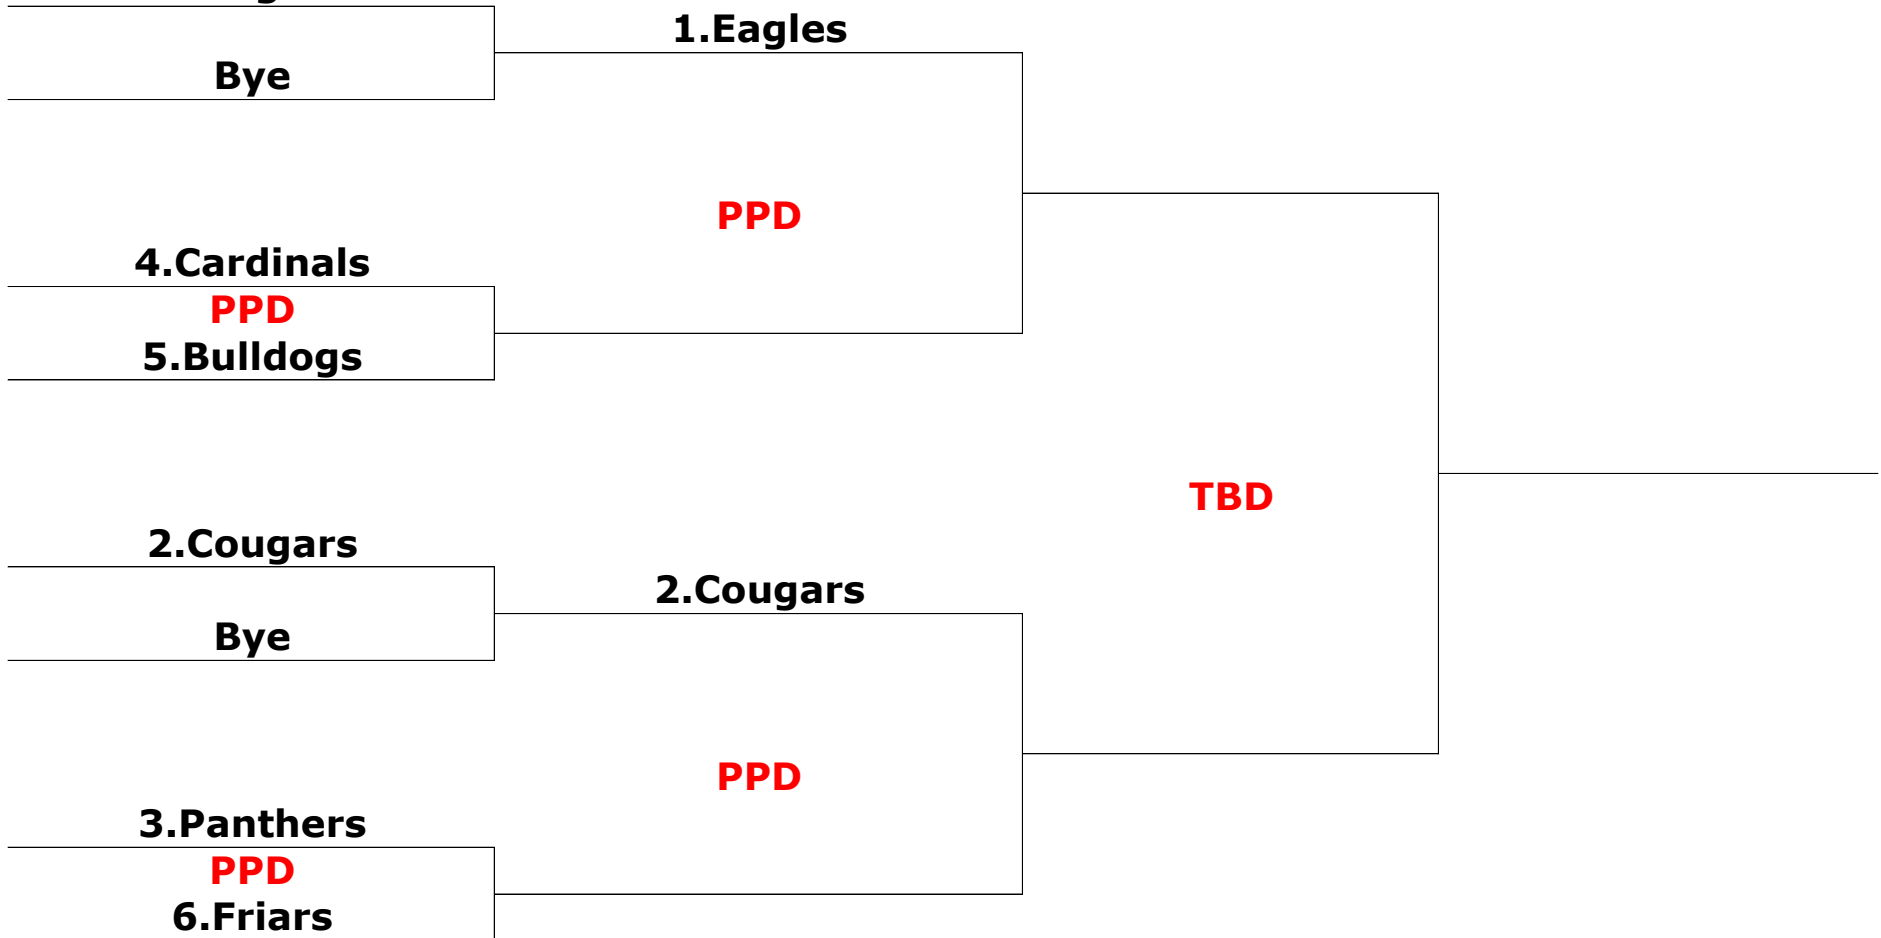 1.Eagles
Bye
PPD
4.Cardinals
PPD
5.Bulldogs
TBD
2.Cougars
2.Cougars
Bye
PPD
3.Panthers
PPD
6.Friars